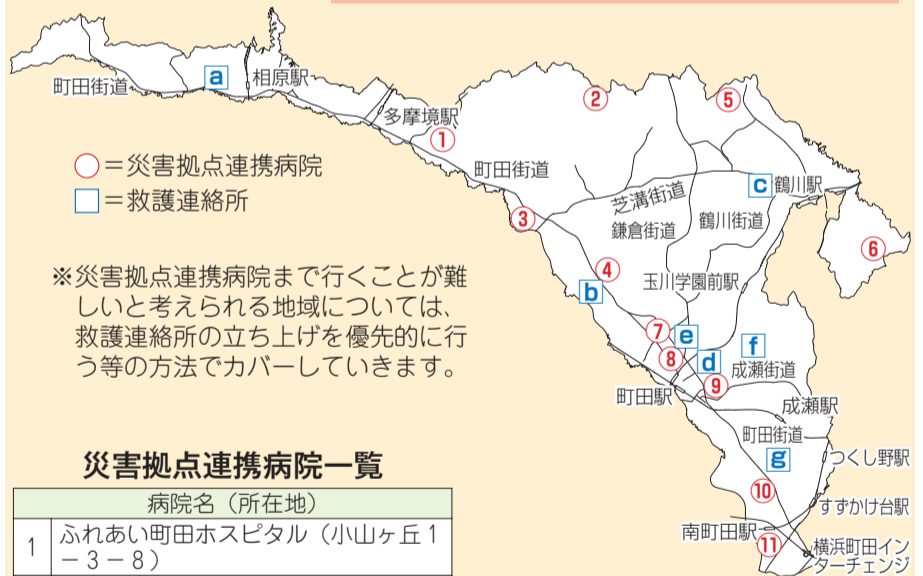 a
相原駅
町田街道
多摩境駅
1
2
5
○=災害拠点連携病院
□=救護連絡所
町田街道
3
芝溝街道
鎌倉街道
鶴川街道
c
鶴川駅
6
4
b
玉川学園前駅
※災害拠点連携病院まで行くことが難
しいと考えられる地域については、
救護連絡所の立ち上げを優先的に行
う等の方法でカバーしていきます。
7
e
8
d
f
成瀬街道
9
町田駅
成瀬駅
町田街道
g
つくし野駅
10
すずかけ台駅
南町田駅
11
横浜町田イン
ターチェンジ
災害拠点連携病院一覧
病院名（所在地）
1
ふれあい町田ホスピタル（小山ヶ丘1
－3－8）